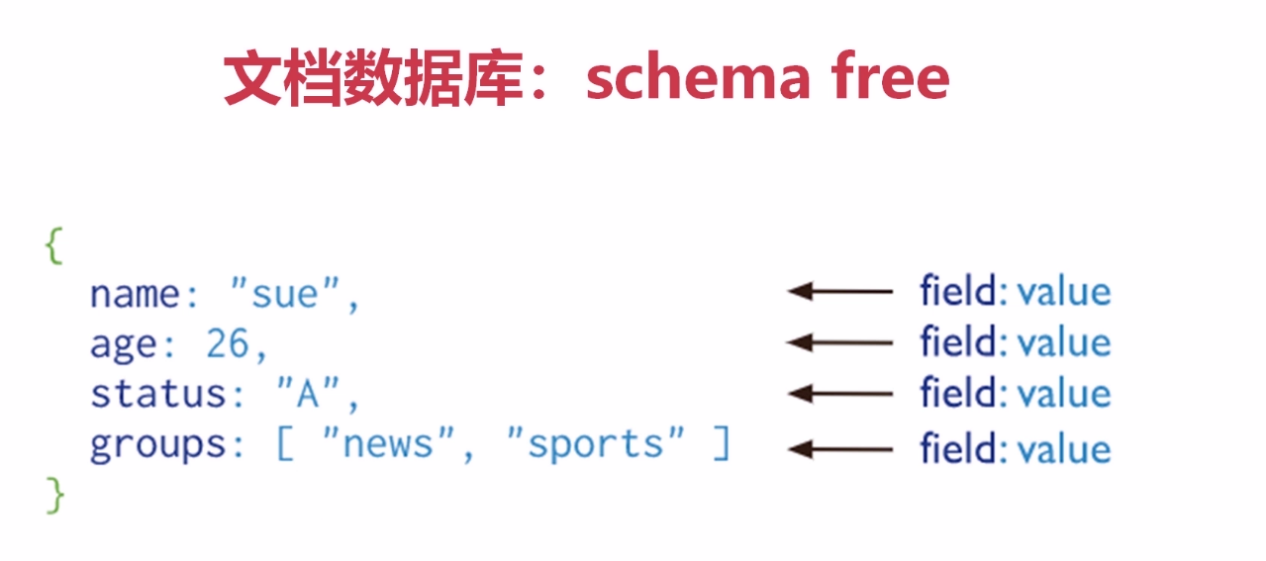 文档数据库：schema free
{
name: "sue", field: value
age: 26, field: value
status: "A", field: value
groups: [ "news", "sports" ] field: value
}